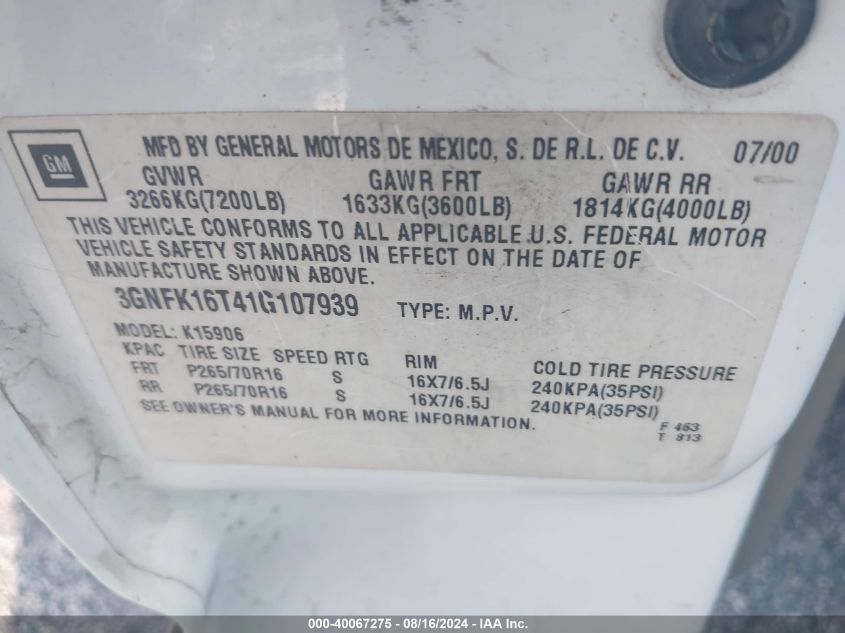 GM
MFD BY GENERAL MOTORS DE MEXICO, S. DE R.L. DE C.V. 07/00
GVWR GAWR FRT GAWR RR
3266KG(7200LB) 1633KG(3600LB) 1814KG(4000LB)
THIS VEHICLE CONFORMS TO ALL APPLICABLE U.S. FEDERAL MOTOR
VEHICLE SAFETY STANDARDS IN EFFECT ON THE DATE OF
MANUFACTURE SHOWN ABOVE.
3GNFK16T41G107939 TYPE: M.P.V.
MODEL: K15906
KPAC TIRE SIZE SPEED RTG RIM COLD TIRE PRESSURE
FRT P265/70R16 S 16X7/6.5J 240KPA(35PSI)
RR P265/70R16 S 16X7/6.5J 240KPA(35PSI)
SEE OWNER'S MANUAL FOR MORE INFORMATION.
F 463
T 813
000-40067275 - 08/16/2024 - IAA Inc.